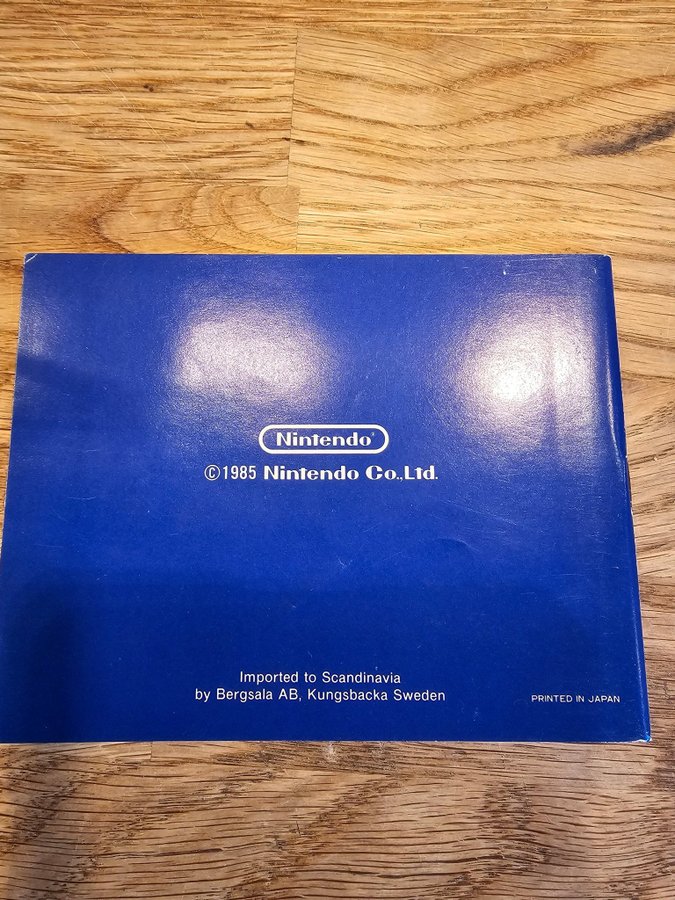 Nintendo®
©1985 Nintendo Co.,Ltd.
Imported to Scandinavia
by Bergsala AB, Kungsbacka Sweden
PRINTED IN JAPAN